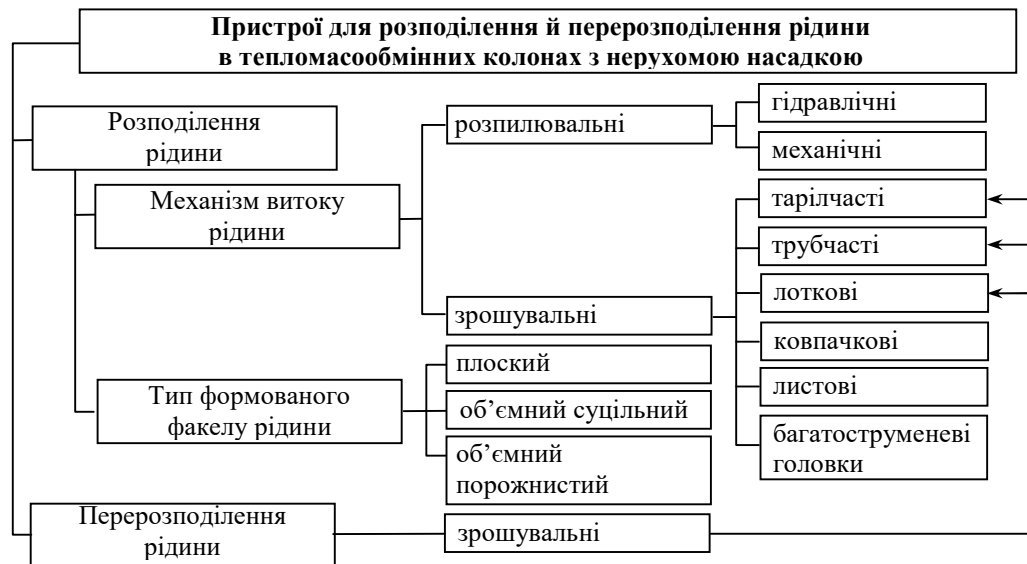 Пристрої для розподілення й перерозподілення рідини
в тепломасообмінних колонах з нерухомою насадкою
Розподілення
рідини
Механізм витоку
рідини
розпилювальні
гідравлічні
механічні
зрошувальні
тарілчасті
трубчасті
лоткові
ковпачкові
листові
багатоструменеві
головки
Тип формованого
факелу рідини
плоский
об’ємний суцільний
об’ємний
порожнистий
Перерозподілення
рідини
зрошувальні